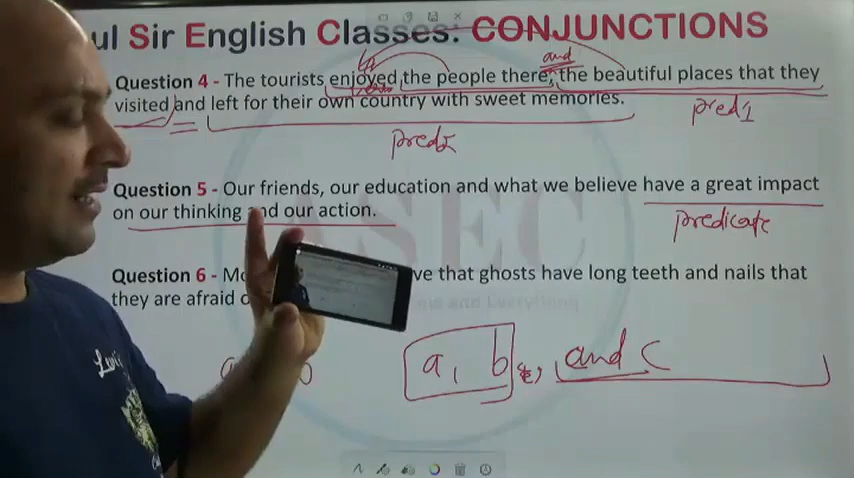 ul Sir English Classes: CONJUNCTIONS
and
Question 4 - The tourists enjoyed the people there, the beautiful places that they
visited and left for their own country with sweet memories.
pred1
pred2
Question 5 - Our friends, our education and what we believe have a great impact
on our thinking and our action.
predicate
Question 6 - ve that ghosts have long teeth and nails that
they are afraid
a, b, and c